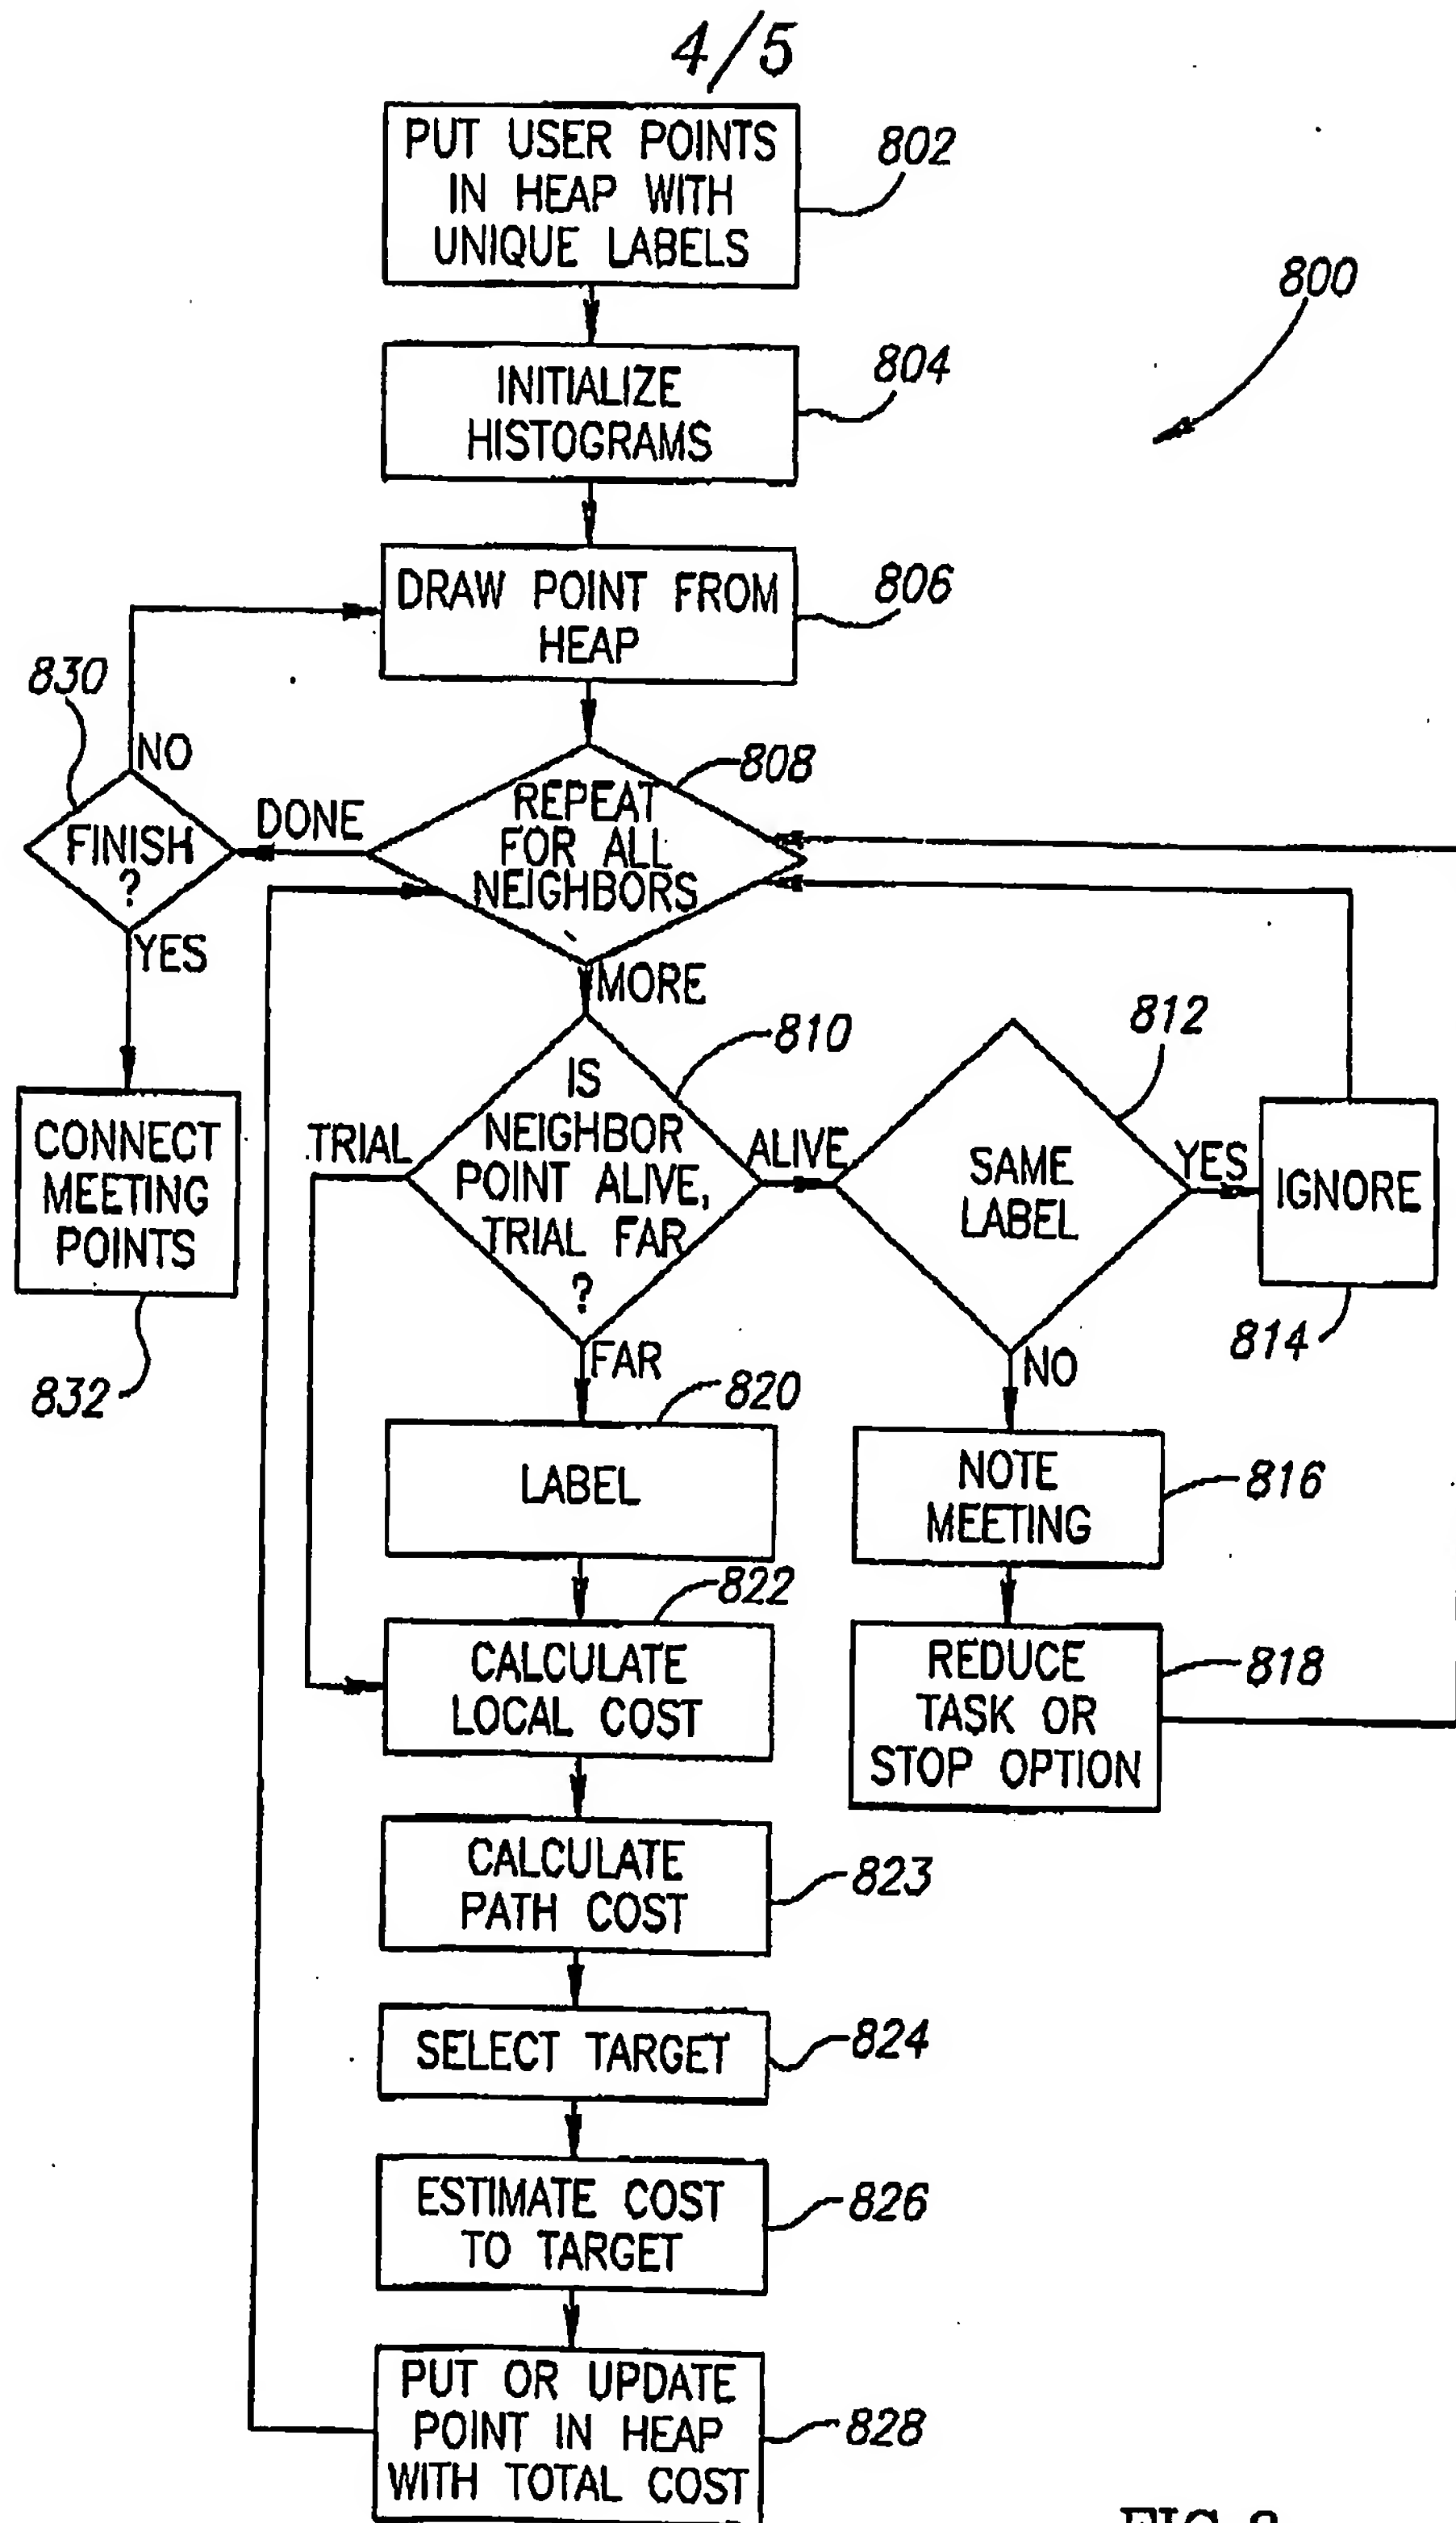 4/5
PUT USER POINTS
IN HEAP WITH
UNIQUE LABELS
802
800
INITIALIZE
HISTOGRAMS
804
DRAW POINT FROM
HEAP
806
830
NO
FINISH
?
DONE
YES
REPEAT
FOR ALL
NEIGHBORS
808
MORE
CONNECT
MEETING
POINTS
832
IS
NEIGHBOR
POINT ALIVE,
TRIAL FAR
?
810
TRIAL
ALIVE
FAR
SAME
LABEL
812
YES
NO
IGNORE
814
LABEL
820
NOTE
MEETING
816
CALCULATE
LOCAL COST
822
REDUCE
TASK OR
STOP OPTION
818
CALCULATE
PATH COST
823
SELECT TARGET
824
ESTIMATE COST
TO TARGET
826
PUT OR UPDATE
POINT IN HEAP
WITH TOTAL COST
828